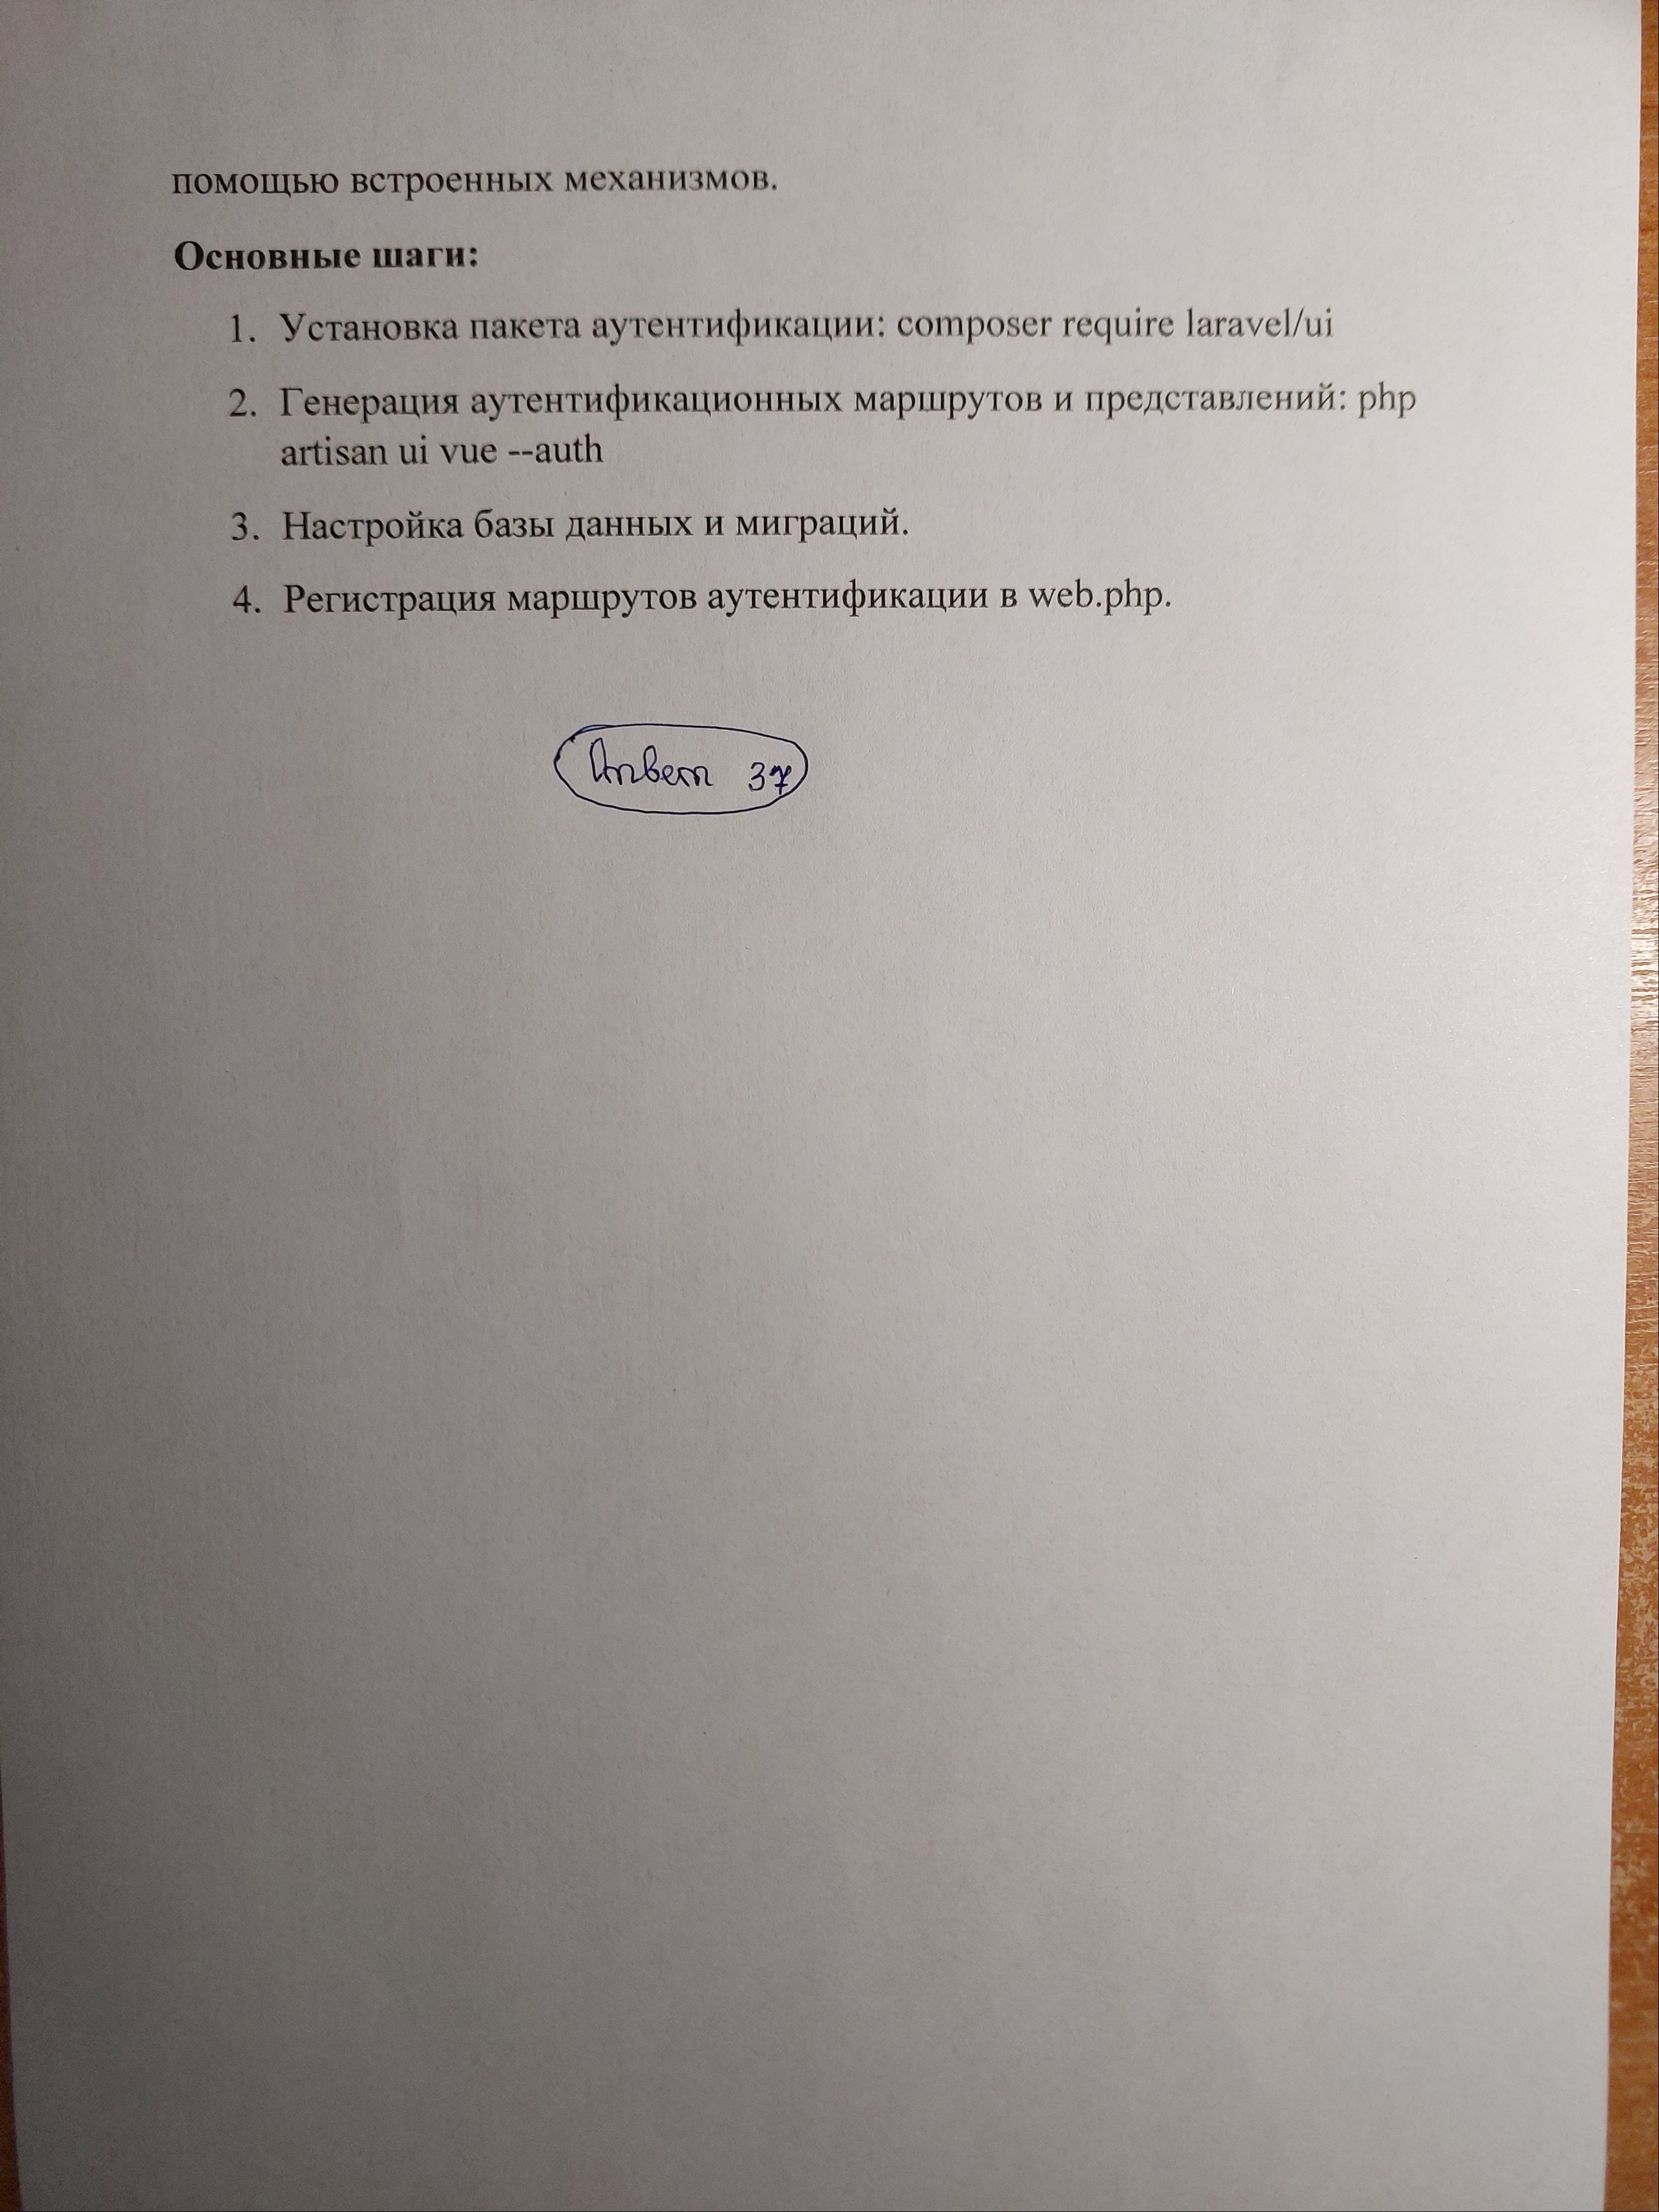 помощью встроенных механизмов.
Основные шаги:
1. Установка пакета аутентификации: composer require laravel/ui
2. Генерация аутентификационных маршрутов и представлений: php
artisan ui vue --auth
3. Настройка базы данных и миграций.
4. Регистрация маршрутов аутентификации в web.php.
Ответ 37